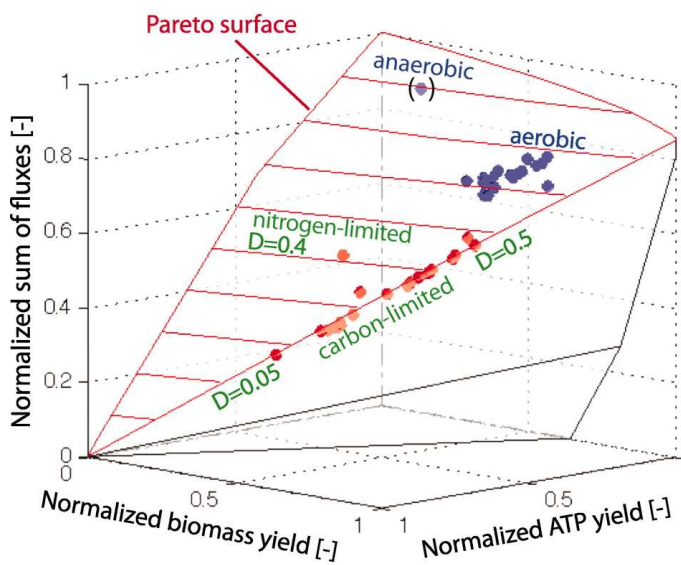 Pareto surface
anaerobic
( )
aerobic
nitrogen-limited
D=0.4
D=0.5
carbon-limited
D=0.05
Normalized sum of fluxes [-]
1
0.8
0.6
0.4
0.2
0
0
0.5
1
Normalized biomass yield [-]
1
0.5
Normalized ATP yield [-]